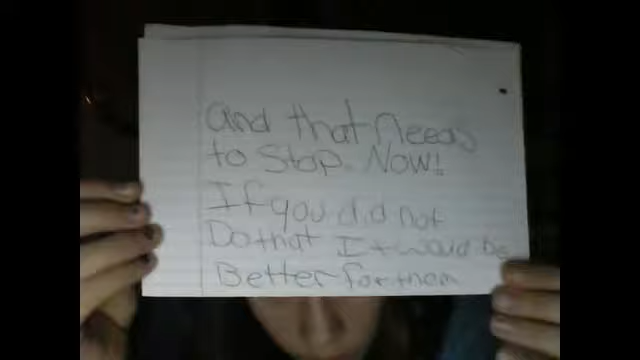 and that needs
to Stop. Now!!
If you did not
Do that It would be
Better for them